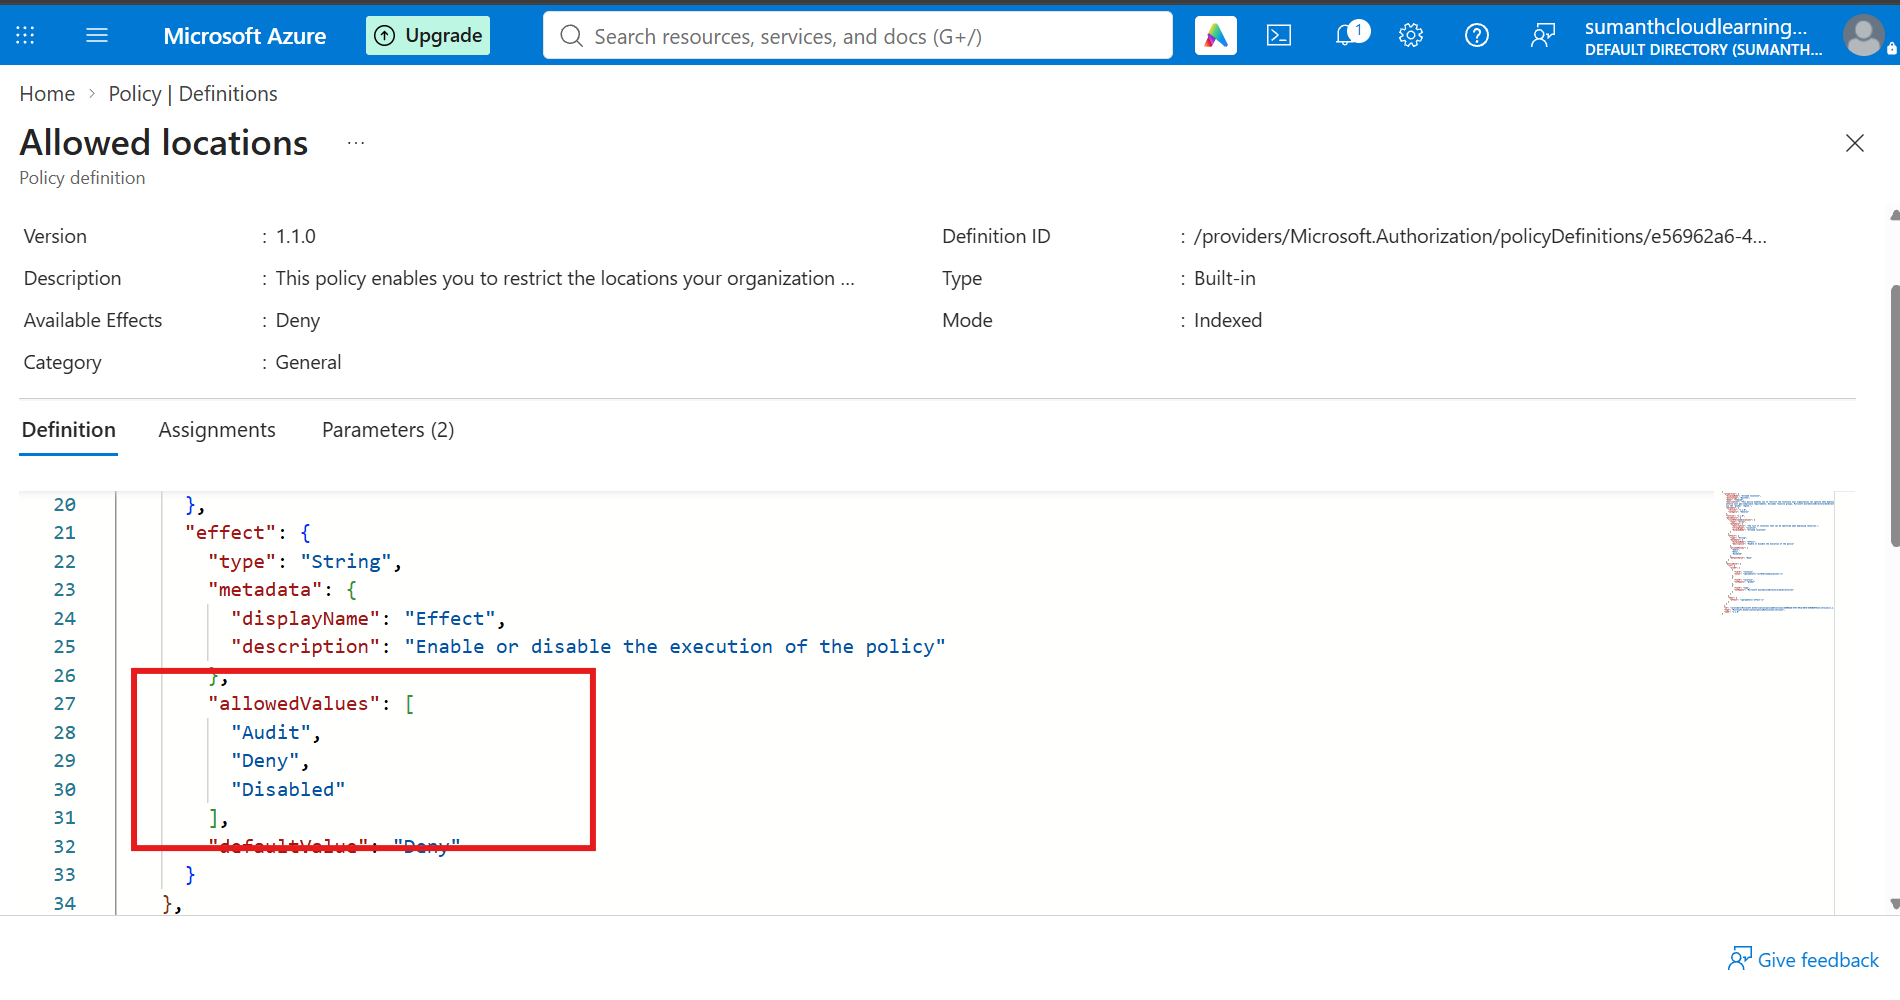 Microsoft Azure
Upgrade
Search resources, services, and docs (G+/)
1
sumanthcloudlearning...
DEFAULT DIRECTORY (SUMANTH...
Home > Policy | Definitions
Allowed locations ...
Policy definition
Version : 1.1.0
Definition ID : /providers/Microsoft.Authorization/policyDefinitions/e56962a6-4...
Description : This policy enables you to restrict the locations your organization ...
Type : Built-in
Available Effects : Deny
Mode : Indexed
Category : General
Definition Assignments Parameters (2)
20 },
21 "effect": {
22 "type": "String",
23 "metadata": {
24 "displayName": "Effect",
25 "description": "Enable or disable the execution of the policy"
26 },
27 "allowedValues": [
28 "Audit",
29 "Deny",
30 "Disabled"
31 ],
32 "defaultValue": "Deny"
33 }
34 },
Give feedback